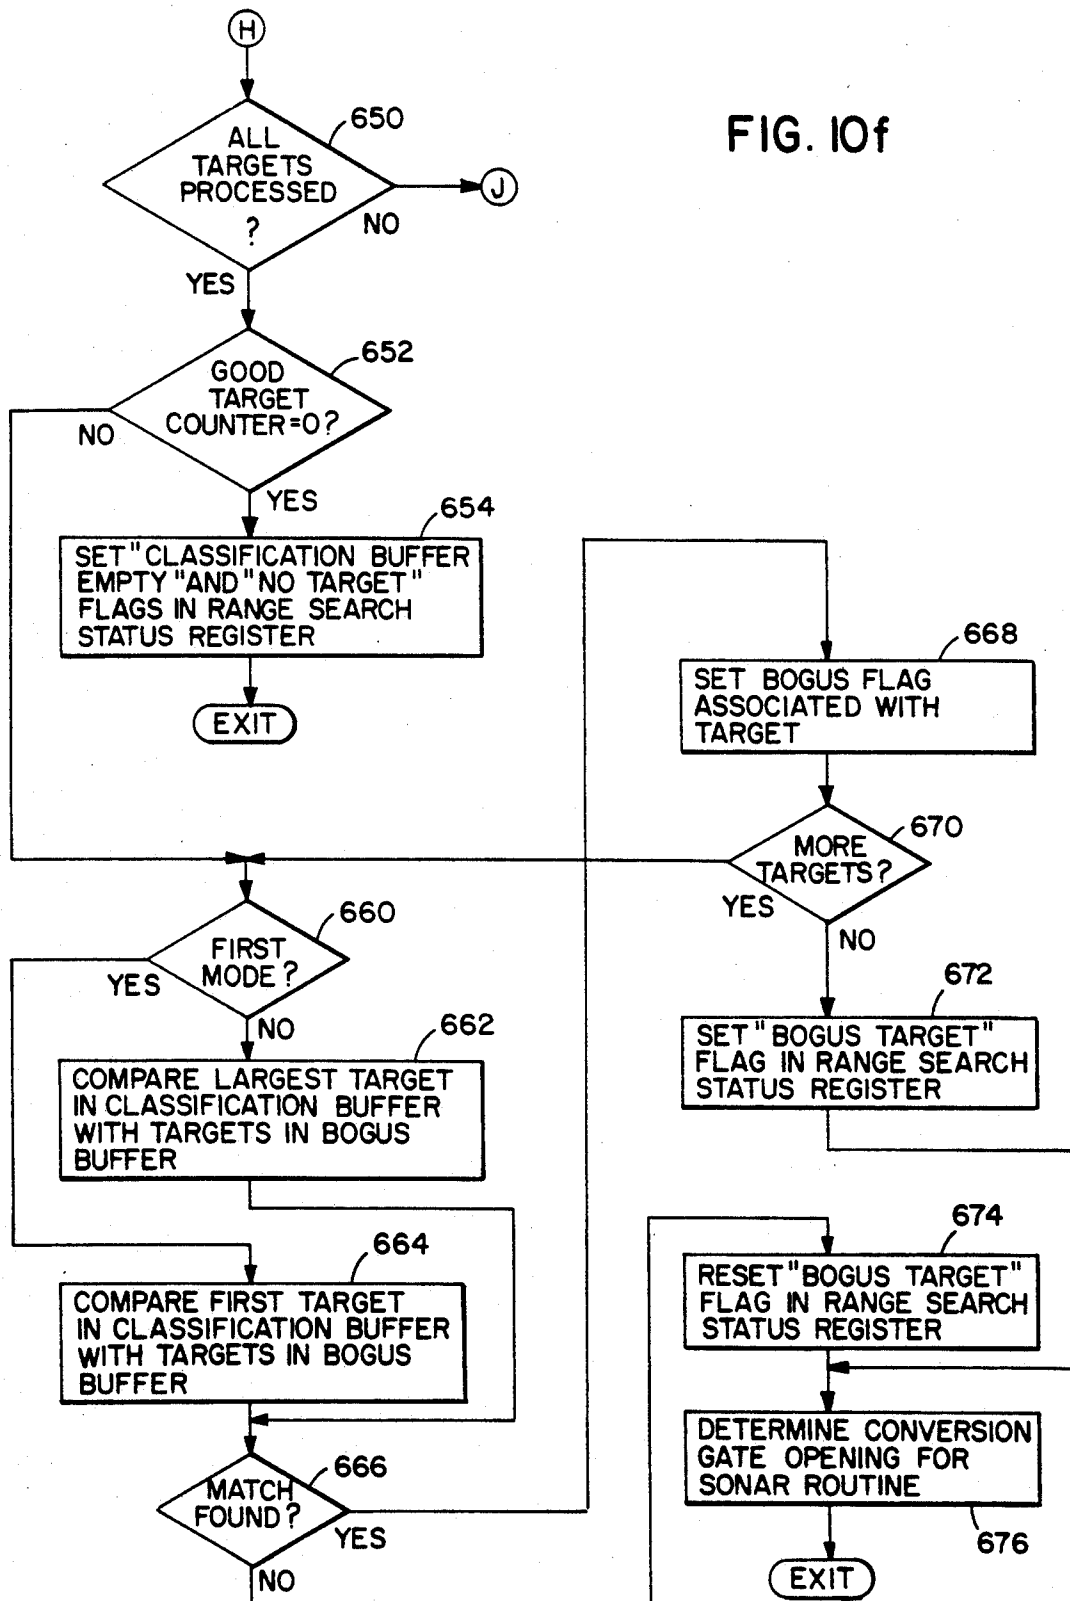 H
650
FIG. 10f
ALL
TARGETS
PROCESSED
?
J
NO
YES
652
GOOD
TARGET
COUNTER=0?
NO
YES
654
SET "CLASSIFICATION BUFFER
EMPTY" AND "NO TARGET"
FLAGS IN RANGE SEARCH
STATUS REGISTER
EXIT
668
SET BOGUS FLAG
ASSOCIATED WITH
TARGET
670
MORE
TARGETS?
YES
NO
660
FIRST
MODE?
YES
NO
672
SET "BOGUS TARGET"
FLAG IN RANGE SEARCH
STATUS REGISTER
662
COMPARE LARGEST TARGET
IN CLASSIFICATION BUFFER
WITH TARGETS IN BOGUS
BUFFER
664
COMPARE FIRST TARGET
IN CLASSIFICATION BUFFER
WITH TARGETS IN BOGUS
BUFFER
674
RESET "BOGUS TARGET"
FLAG IN RANGE SEARCH
STATUS REGISTER
666
MATCH
FOUND?
YES
NO
DETERMINE CONVERSION
GATE OPENING FOR
SONAR ROUTINE
676
EXIT